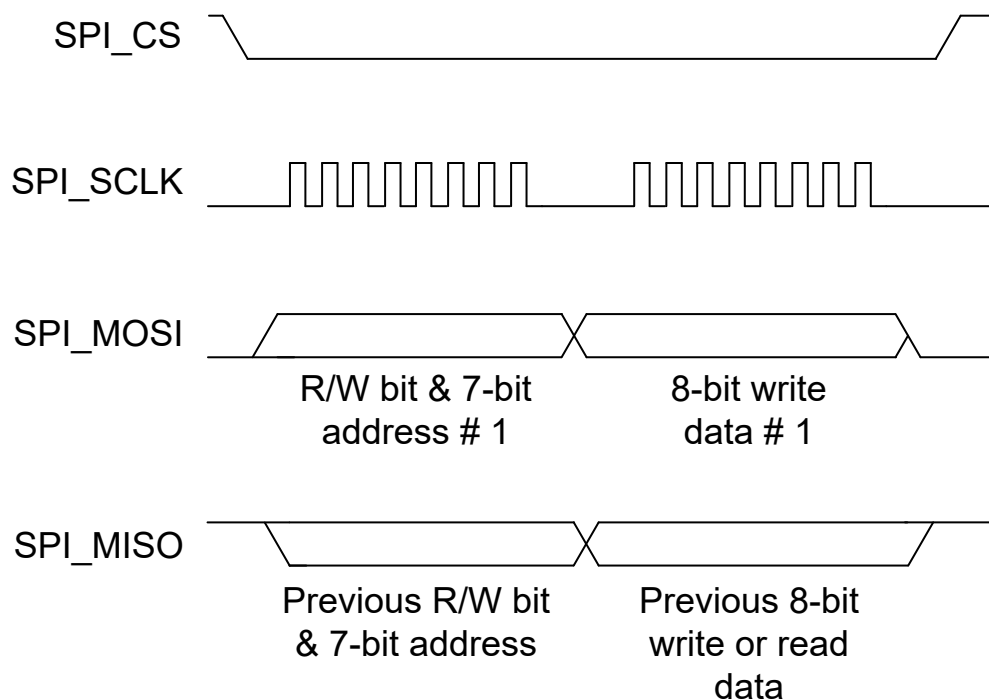 SPI_CS
SPI_SCLK
SPI_MOSI
R/W bit & 7-bit
address # 1
8-bit write
data # 1
SPI_MISO
Previous R/W bit
& 7-bit address
Previous 8-bit
write or read
data